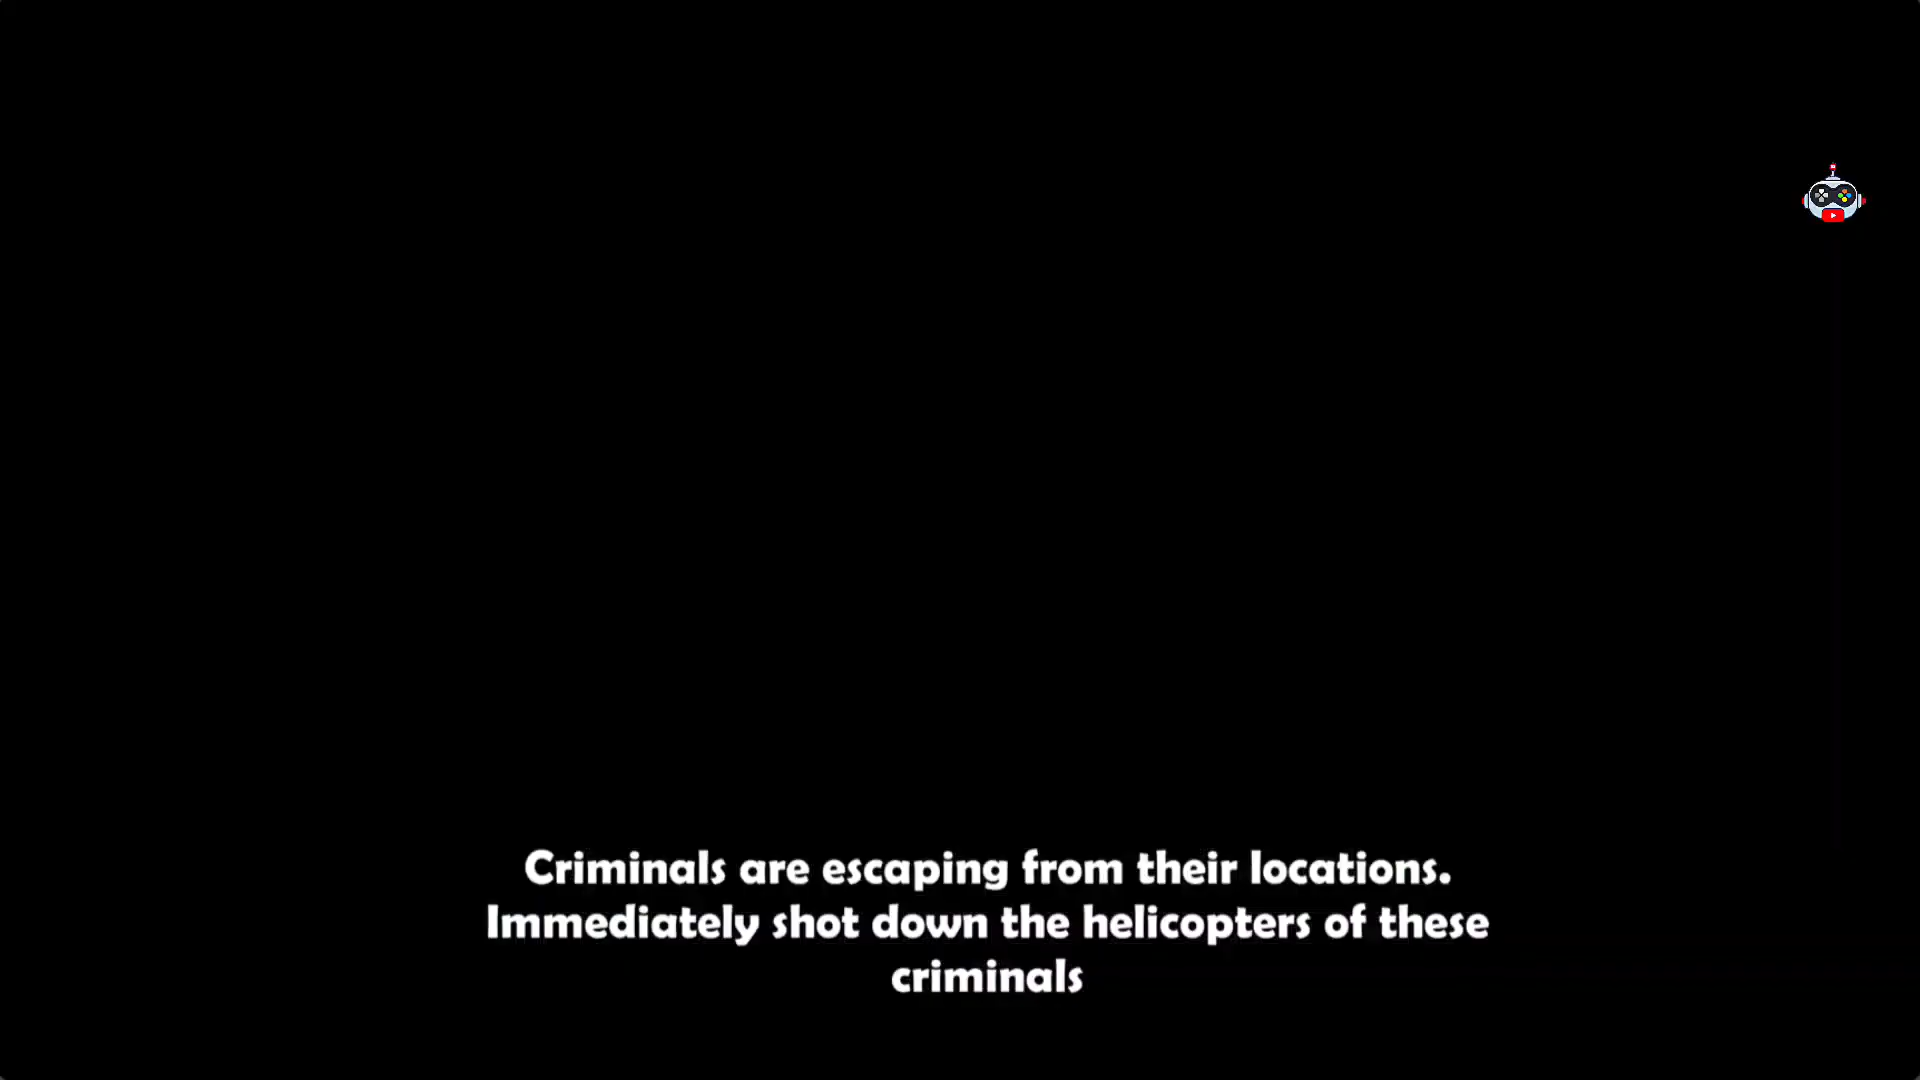 Criminals are escaping from their locations.
Immediately shot down the helicopters of these
criminals